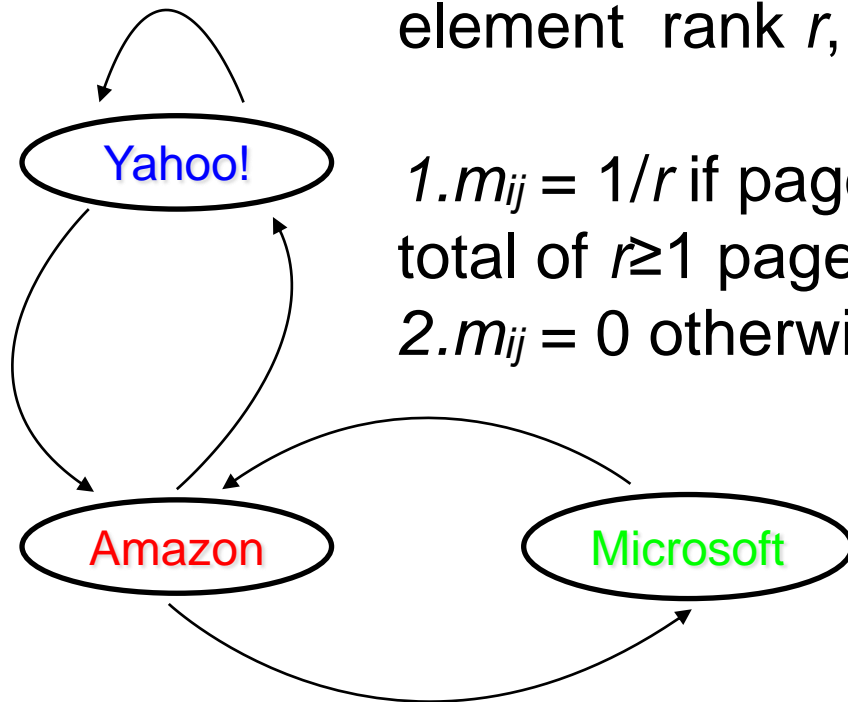 element rank r,
Yahoo!
1.mij = 1/r if page
total of r≥1 page
2.mij = 0 otherwi
Amazon
Microsoft